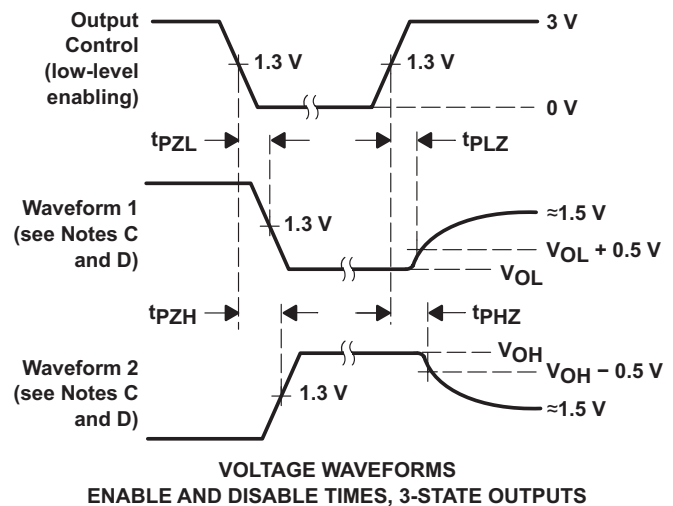 Output
Control
(low-level
enabling)
3 V
1.3 V
1.3 V
0 V
tPZL
tPLZ
Waveform 1
(see Notes C
and D)
1.3 V
≈1.5 V
VOL + 0.5 V
VOL
tPZH
tPHZ
Waveform 2
(see Notes C
and D)
1.3 V
VOH
VOH − 0.5 V
≈1.5 V
VOLTAGE WAVEFORMS
ENABLE AND DISABLE TIMES, 3-STATE OUTPUTS